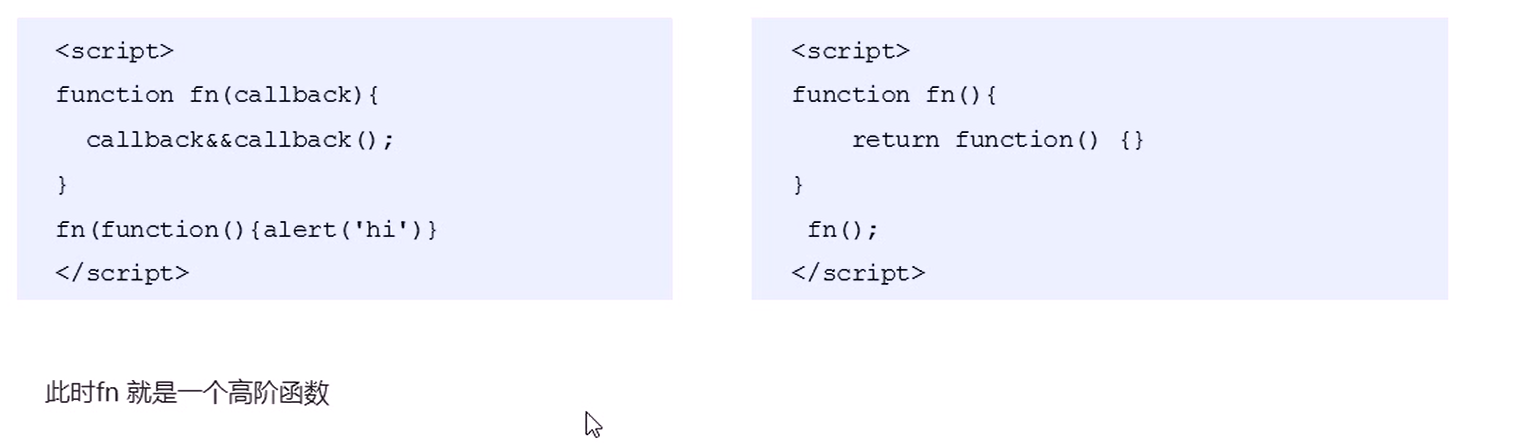 <script>
function fn(callback){
  callback&&callback();
}
fn(function(){alert('hi')}
</script>
<script>
function fn(){
    return function() {}
}
 fn();
</script>
此时fn 就是一个高阶函数